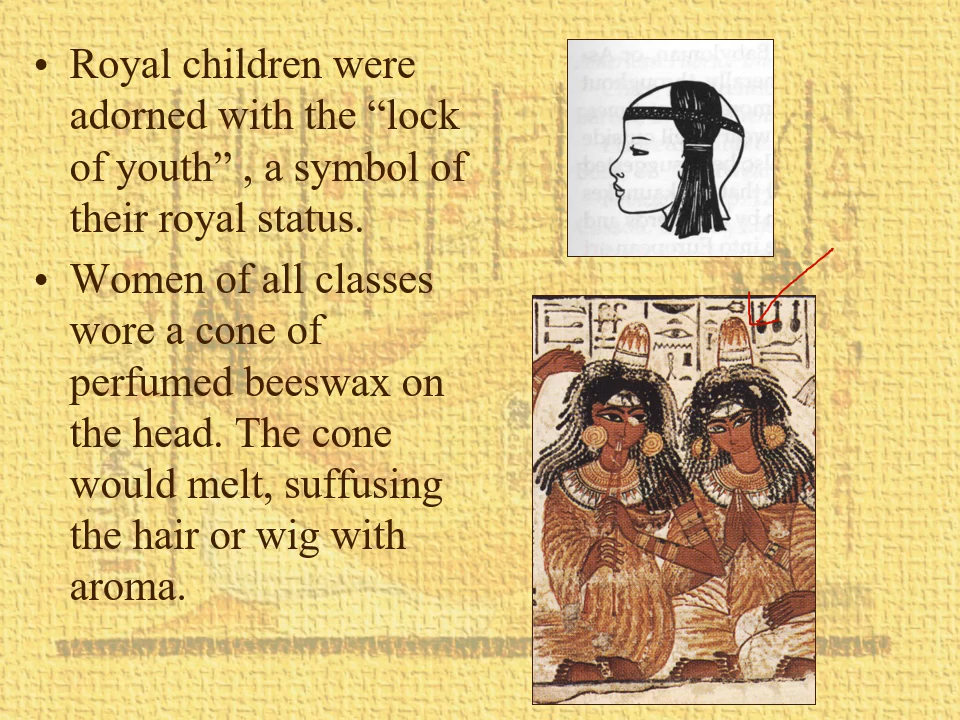 • Royal children were
adorned with the “lock
of youth” , a symbol of
their royal status.
• Women of all classes
wore a cone of
perfumed beeswax on
the head. The cone
would melt, suffusing
the hair or wig with
aroma.